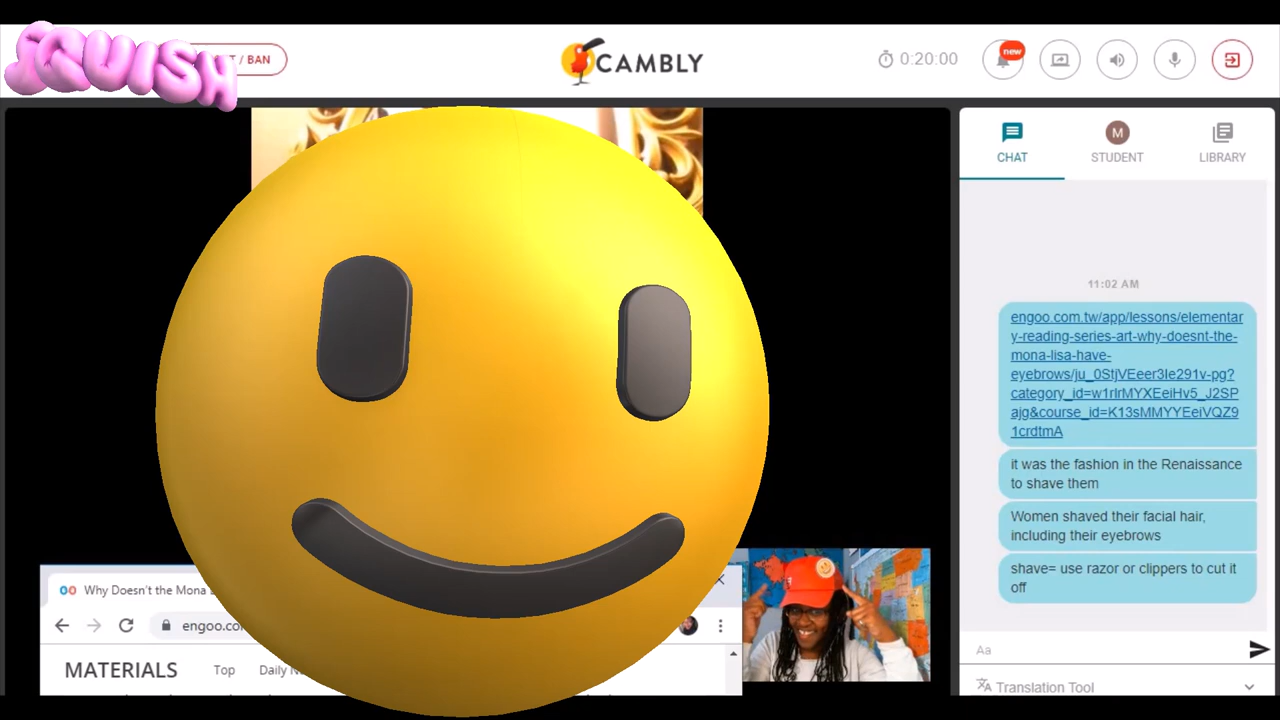 SQUISH
/ BAN
CAMBLY
0:20:00
new
CHAT
M
STUDENT
LIBRARY
11:02 AM
engoo.com.tw/app/lessons/elementar
y-reading-series-art-why-doesnt-the-
mona-lisa-have-
eyebrows/ju_0StjVEeer3Ie291v-pg?
category_id=w1rIrMYXEeiHv5_J2SP
ajg&course_id=K13sMMYYEeiVQZ9
1crdtmA
it was the fashion in the Renaissance
to shave them
Women shaved their facial hair,
including their eyebrows
shave= use razor or clippers to cut it
off
Aa
Translation Tool
Why Doesn't the Mona
engoo.co
MATERIALS
Top
Daily